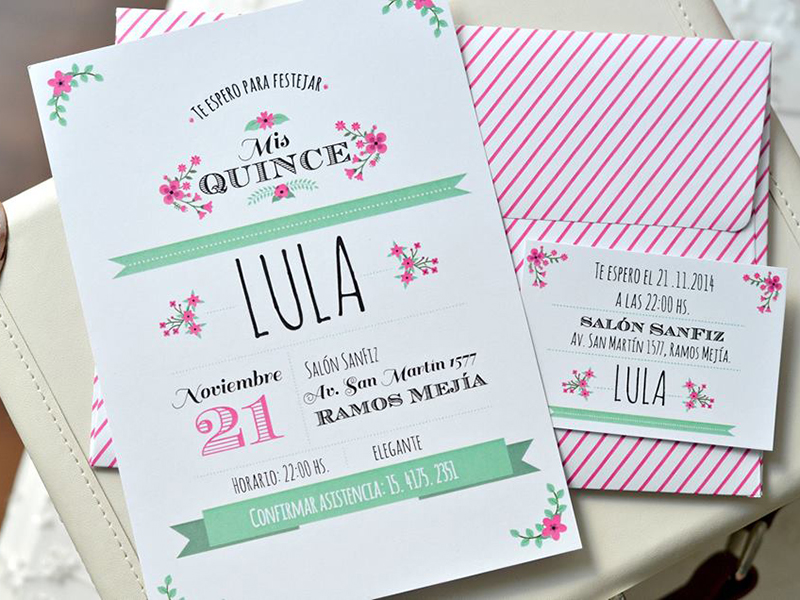 Te espero para festejar
Mis
QUINCE
LULA
Noviembre
21
Salón Sanfiz
Av. San Martín 1577
Ramos Mejía
Horario: 22:00 hs.
Elegante
Confirmar asistencia: 15. 4175. 2351
Te espero el 21.11.2014
a las 22:00 hs.
Salón SanFiz
Av. San Martín 1577, Ramos Mejía.
LULA